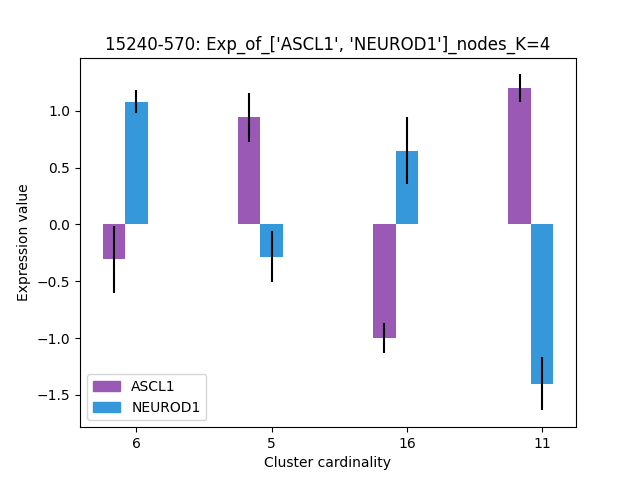 15240-570: Exp_of_['ASCL1', 'NEUROD1']_nodes_K=4
Expression value
1.0
0.5
0.0
−0.5
−1.0
−1.5
ASCL1
NEUROD1
6 5 16 11
Cluster cardinality